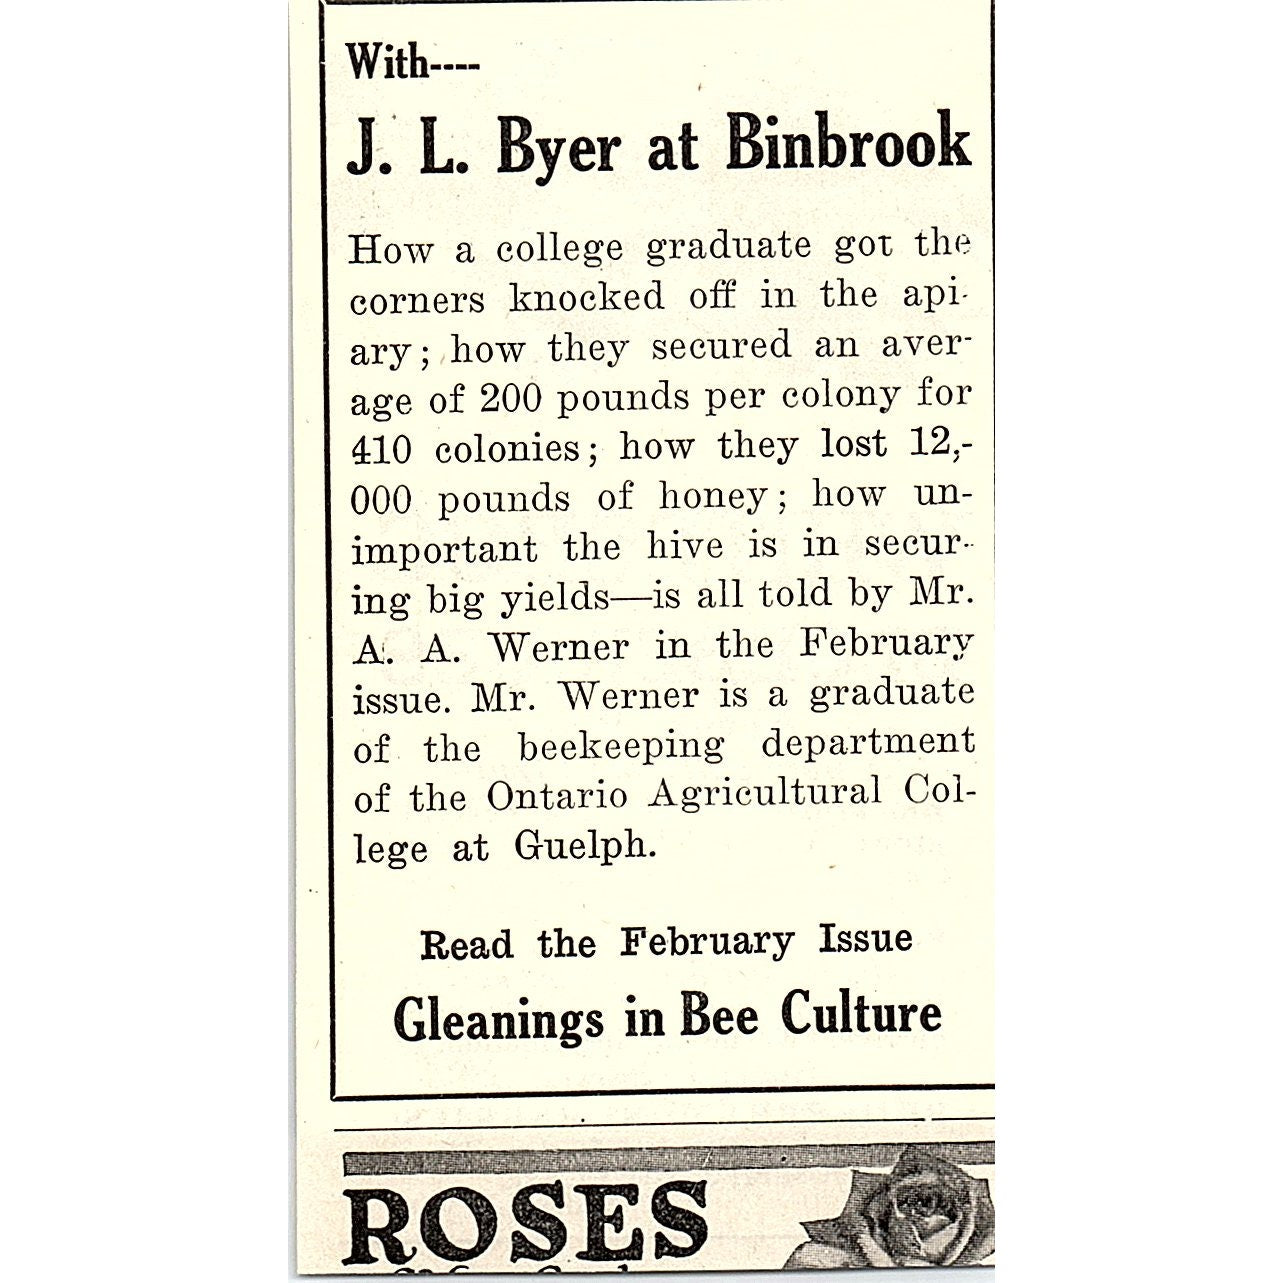 With----
J. L. Byer at Binbrook
How a college graduate got the
corners knocked off in the api-
ary; how they secured an aver-
age of 200 pounds per colony for
410 colonies; how they lost 12,-
000 pounds of honey; how un-
important the hive is in secur-
ing big yields—is all told by Mr.
A. A. Werner in the February
issue. Mr. Werner is a graduate
of the beekeeping department
of the Ontario Agricultural Col-
lege at Guelph.
Read the February Issue
Gleanings in Bee Culture
ROSES